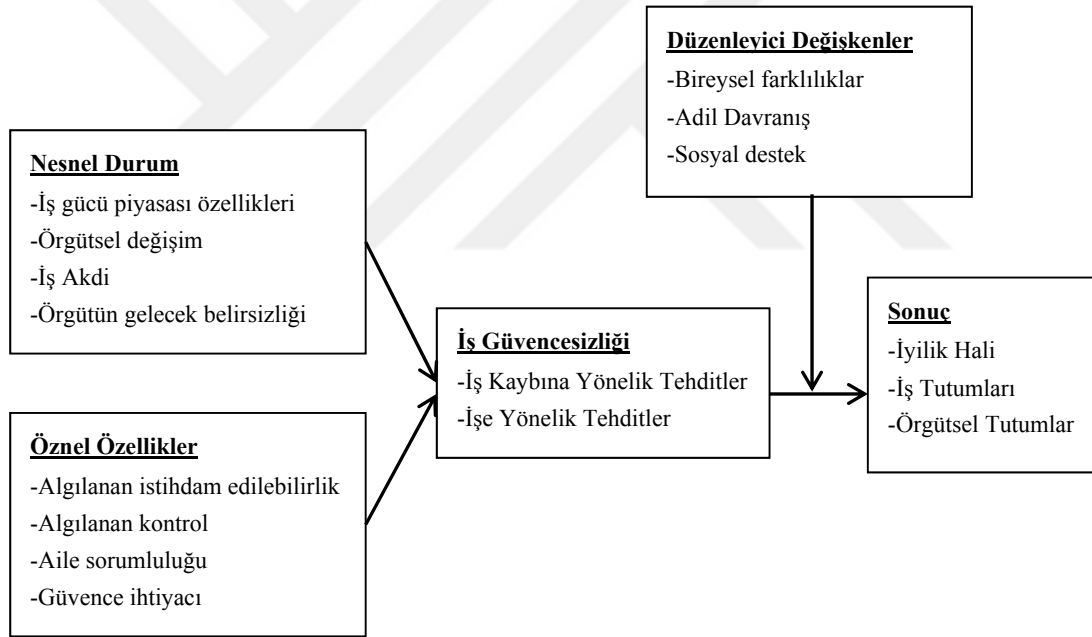 Düzenleyici Değişkenler
-Bireysel farklılıklar
-Adil Davranış
-Sosyal destek
Nesnel Durum
-İş gücü piyasası özellikleri
-Örgütsel değişim
-İş Akdi
-Örgütün gelecek belirsizliği
Öznel Özellikler
-Algılanan istihdam edilebilirlik
-Algılanan kontrol
-Aile sorumluluğu
-Güvence ihtiyacı
İş Güvencesizliği
-İş Kaybına Yönelik Tehditler
-İşe Yönelik Tehditler
Sonuç
-İyilik Hali
-İş Tutumları
-Örgütsel Tutumlar